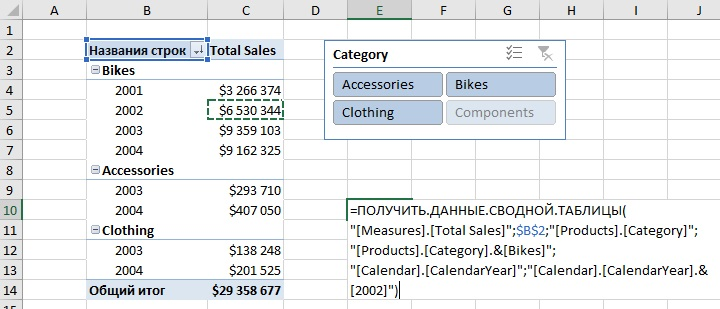 A B C D E F G H I J
1
2 Названия строк Total Sales
Category
3 Bikes
4 2001 $3 266 374
Accessories Bikes
5 2002 $6 530 344
Clothing Components
6 2003 $9 359 103
7 2004 $9 162 325
8 Accessories
9 2003 $293 710
10 2004 $407 050
=ПОЛУЧИТЬ.ДАННЫЕ.СВОДНОЙ.ТАБЛИЦЫ(
11 Clothing
"[Measures].[Total Sales]";$B$2;"[Products].[Category]";
12 2003 $138 248
"[Products].[Category].&[Bikes]";
13 2004 $201 525
"[Calendar].[CalendarYear]";"[Calendar].[CalendarYear].&
14 Общий итог $29 358 677
[2002]")